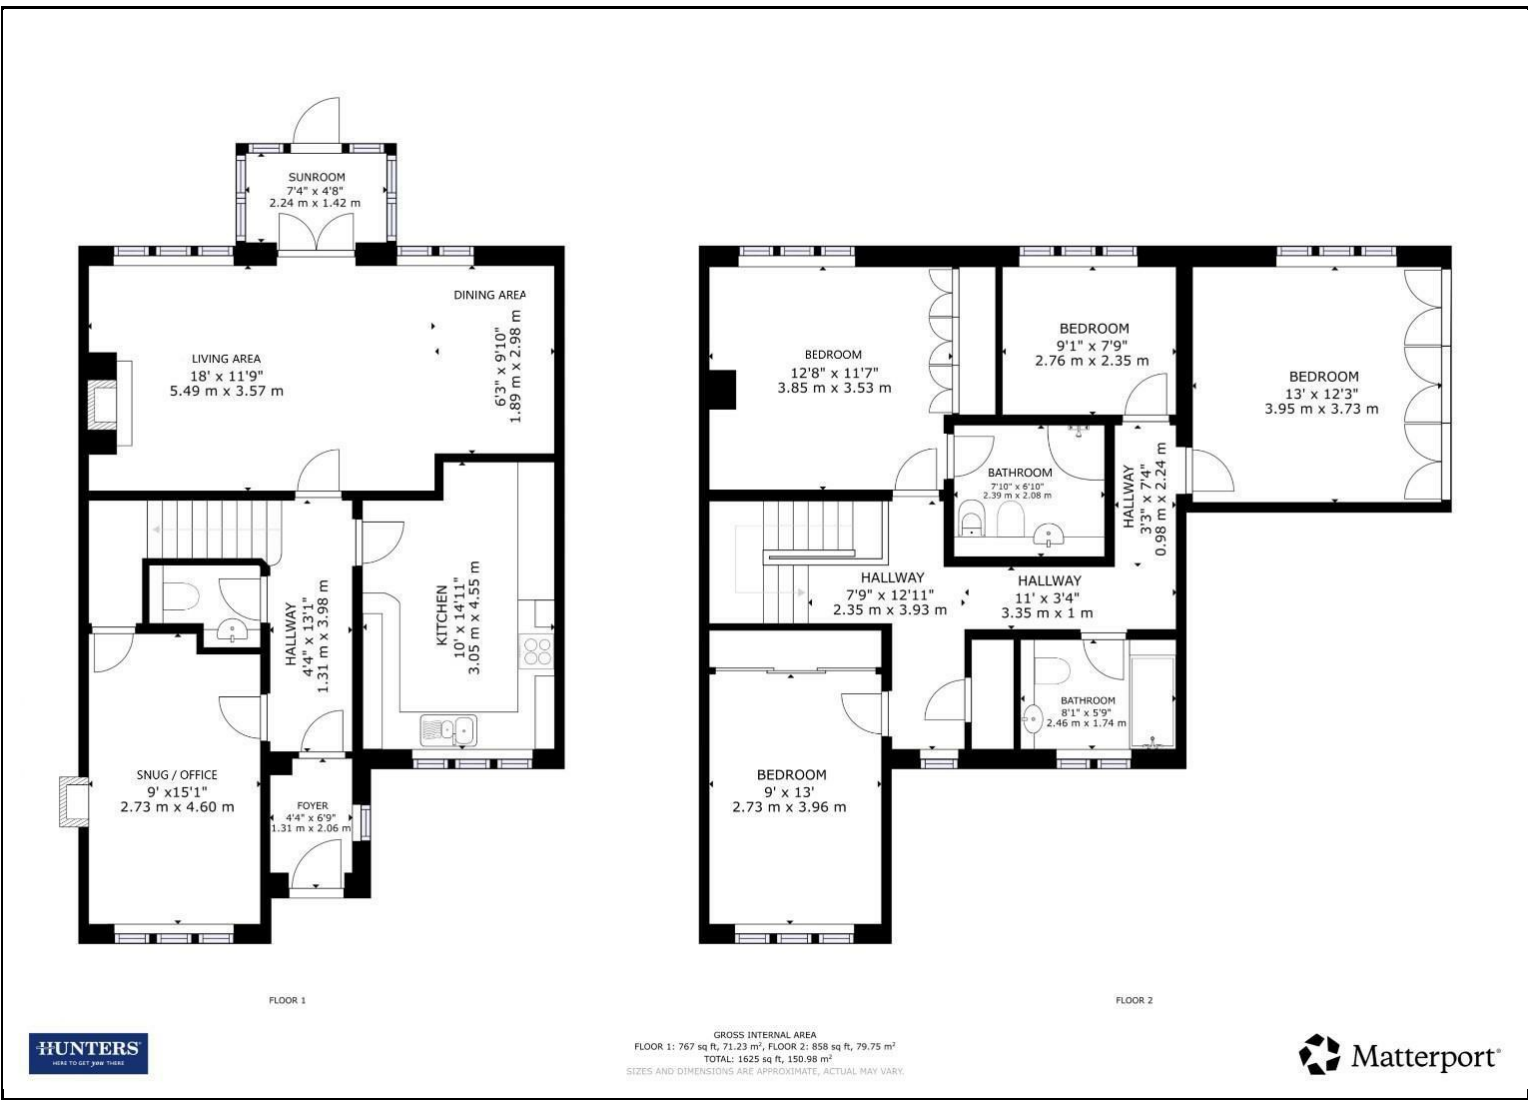 SUNROOM
7'4" x 4'8"
2.24 m x 1.42 m
DINING AREA
6'3" x 9'10"
1.89 m x 2.98 m
LIVING AREA
18' x 11'9"
5.49 m x 3.57 m
HALLWAY
4'4" x 13'1"
1.31 m x 3.98 m
KITCHEN
10' x 14'11"
3.05 m x 4.55 m
SNUG / OFFICE
9' x15'1"
2.73 m x 4.60 m
FOYER
4'4" x 6'9"
1.31 m x 2.06 m
FLOOR 1
BEDROOM
12'8" x 11'7"
3.85 m x 3.53 m
BEDROOM
9'1" x 7'9"
2.76 m x 2.35 m
BEDROOM
13' x 12'3"
3.95 m x 3.73 m
BATHROOM
7'10" x 6'10"
2.39 m x 2.08 m
HALLWAY
3'3" x 7'4"
0.98 m x 2.24 m
HALLWAY
7'9" x 12'11"
2.35 m x 3.93 m
HALLWAY
11' x 3'4"
3.35 m x 1 m
BATHROOM
8'1" x 5'9"
2.46 m x 1.74 m
BEDROOM
9' x 13'
2.73 m x 3.96 m
FLOOR 2
HUNTERS®
HERE TO GET you THERE
GROSS INTERNAL AREA
FLOOR 1: 767 sq ft, 71.23 m², FLOOR 2: 858 sq ft, 79.75 m²
TOTAL: 1625 sq ft, 150.98 m²
SIZES AND DIMENSIONS ARE APPROXIMATE, ACTUAL MAY VARY.
Matterport®